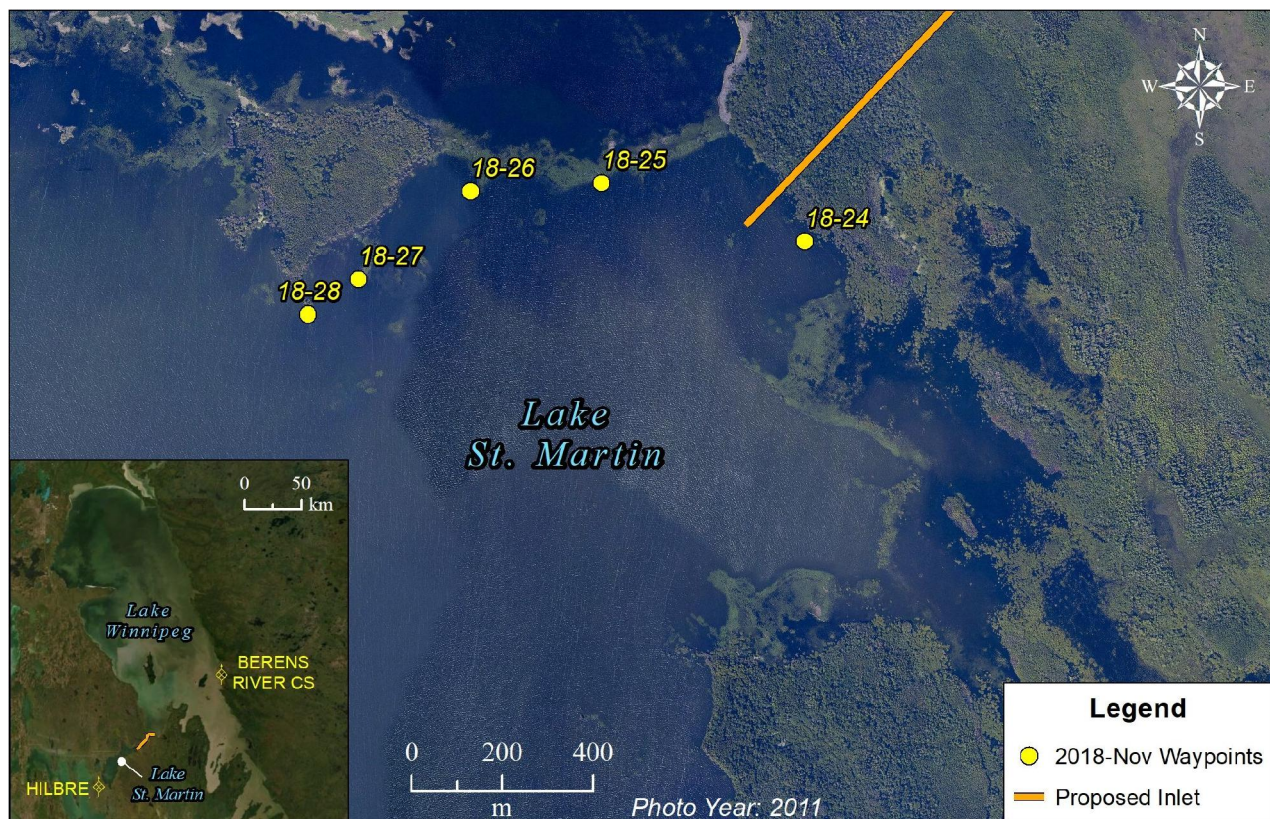 N
W E
S
18-26
18-25
18-24
18-27
18-28
Lake
St. Martin
0 50
km
Lake
Winnipeg
BERENS
RIVER CS
HILBRE
Lake
St. Martin
0 200 400
m
Photo Year: 2011
Legend
2018-Nov Waypoints
Proposed Inlet